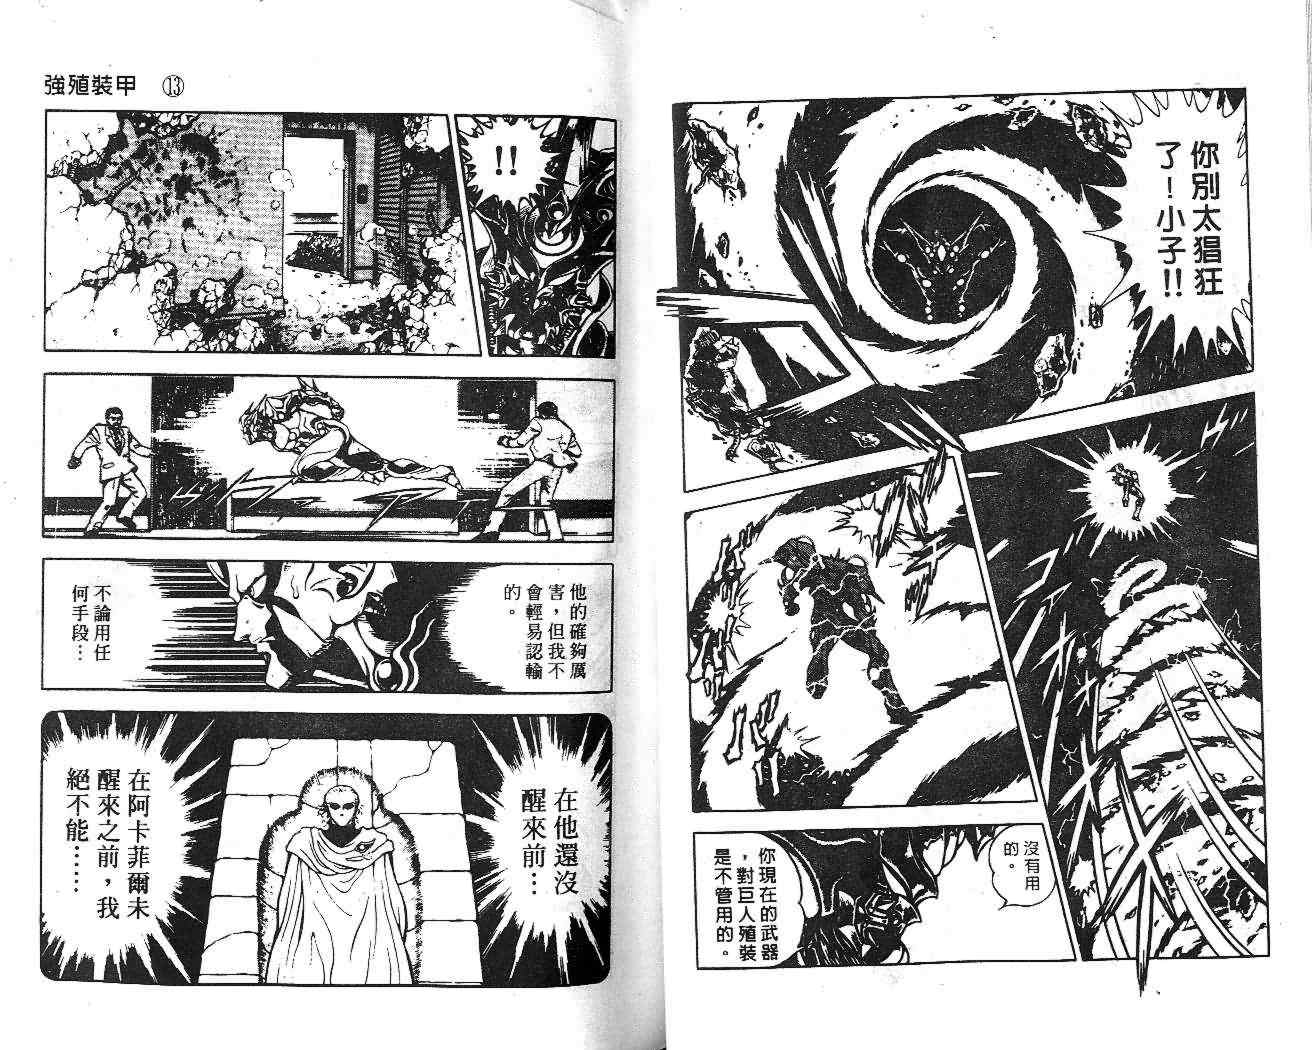 強殖裝甲 ⑬
你別太猖狂
了！小子!!
沒有用
的。
你現在的武器
，對巨人殖裝
是不管用的。
!!
他的確夠厲
害，但我不
會輕易認輸
的。
不論用任
何手段…
在他還沒
醒來前…
在阿卡菲爾未
醒來之前，我
絕不能……